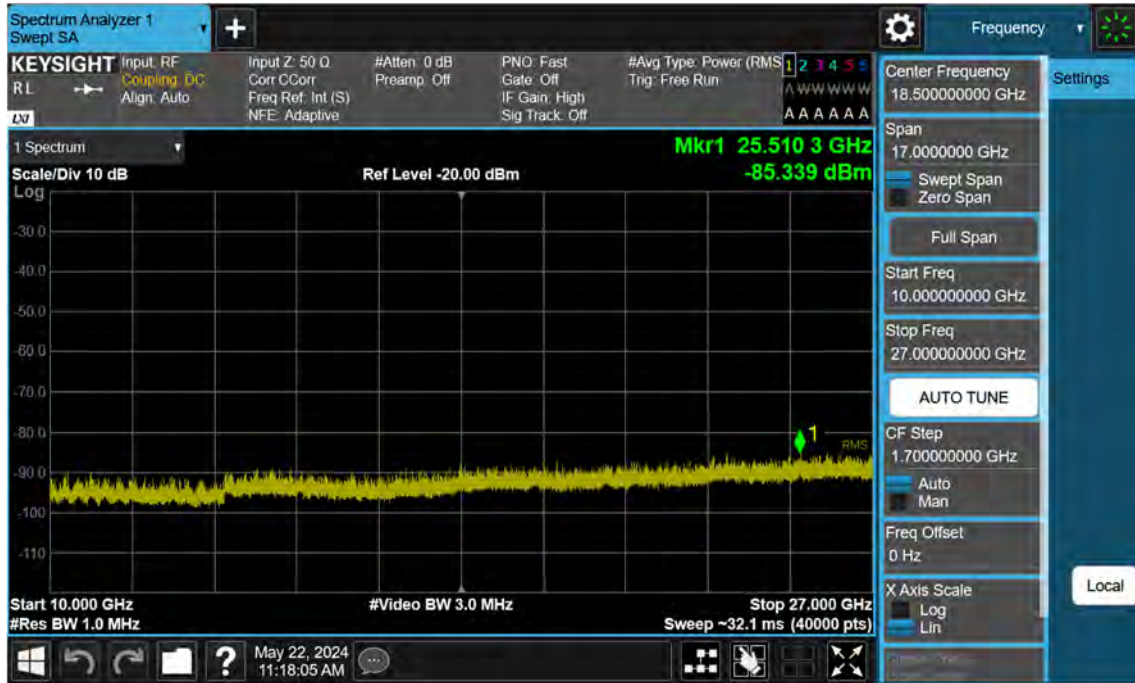 Spectrum Analyzer 1
Swept SA
Frequency
KEYSIGHT
RL
LXI
Input: RF
Coupling: DC
Align: Auto
Input Z: 50 Ω
Corr CCorr
Freq Ref: Int (S)
NFE: Adaptive
#Atten: 0 dB
Preamp: Off
PNO: Fast
Gate: Off
IF Gain: High
Sig Track: Off
#Avg Type: Power (RMS
Trig: Free Run
1 2 3 4 5 6
A W W W W W
A A A A A A
1 Spectrum
Mkr1 25.510 3 GHz
-85.339 dBm
Scale/Div 10 dB
Ref Level -20.00 dBm
Log
-30.0
-40.0
-50.0
-60.0
-70.0
-80.0
-90.0
-100
-110
1
RMS
Start 10.000 GHz
#Video BW 3.0 MHz
Stop 27.000 GHz
#Res BW 1.0 MHz
Sweep ~32.1 ms (40000 pts)
?
May 22, 2024
11:18:05 AM
Center Frequency
18.500000000 GHz
Settings
Span
17.0000000 GHz
Swept Span
Zero Span
Full Span
Start Freq
10.000000000 GHz
Stop Freq
27.000000000 GHz
AUTO TUNE
CF Step
1.700000000 GHz
Auto
Man
Freq Offset
0 Hz
X Axis Scale
Log
Lin
Local